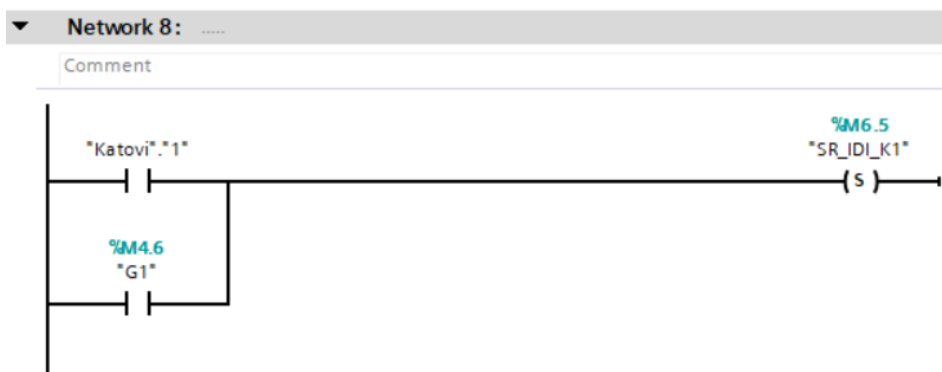 Network 8: .....
Comment
"Katovi"."1"
%M6.5
"SR_IDI_K1"
S
%M4.6
"G1"